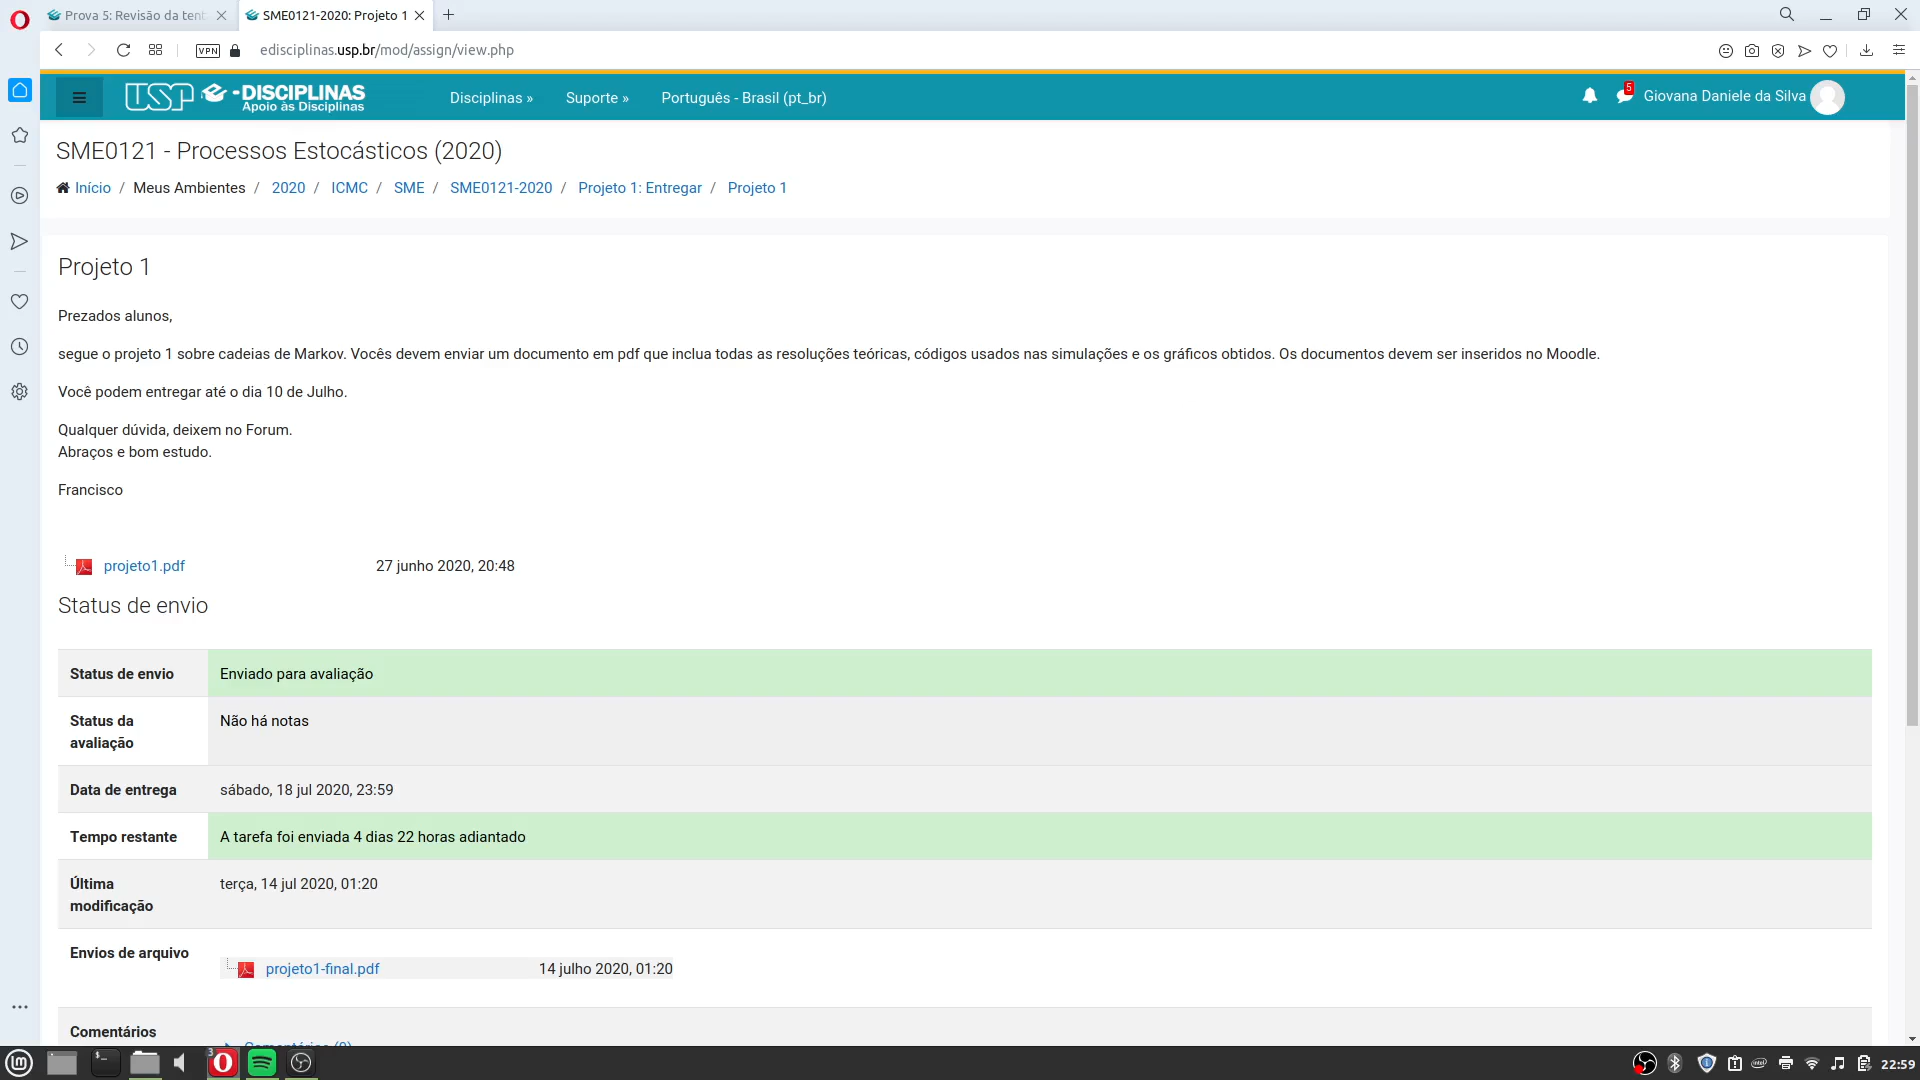 Prova 5: Revisão da tent
SME0121-2020: Projeto 1
VPN
edisciplinas.usp.br/mod/assign/view.php
USP e-DISCIPLINAS
Apoio às Disciplinas
Disciplinas »
Suporte »
Português - Brasil (pt_br)
5
Giovana Daniele da Silva
SME0121 - Processos Estocásticos (2020)
Início / Meus Ambientes / 2020 / ICMC / SME / SME0121-2020 / Projeto 1: Entregar / Projeto 1
Projeto 1
Prezados alunos,
segue o projeto 1 sobre cadeias de Markov. Vocês devem enviar um documento em pdf que inclua todas as resoluções teóricas, códigos usados nas simulações e os gráficos obtidos. Os documentos devem ser inseridos no Moodle.
Você podem entregar até o dia 10 de Julho.
Qualquer dúvida, deixem no Forum.
Abraços e bom estudo.
Francisco
projeto1.pdf 27 junho 2020, 20:48
Status de envio
Status de envio Enviado para avaliação
Status da avaliação Não há notas
Data de entrega sábado, 18 jul 2020, 23:59
Tempo restante A tarefa foi enviada 4 dias 22 horas adiantado
Última modificação terça, 14 jul 2020, 01:20
Envios de arquivo projeto1-final.pdf 14 julho 2020, 01:20
Comentários
Comentários (0)
3
22:59